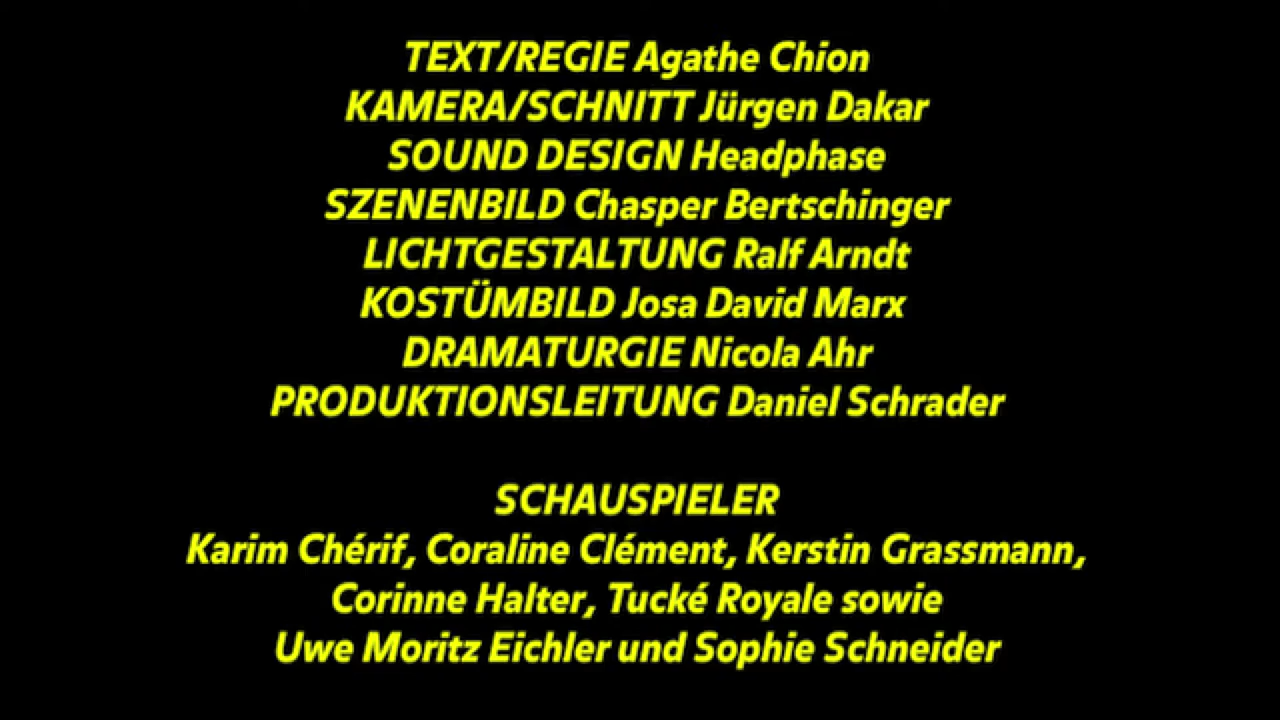 TEXT/REGIE Agathe Chion
KAMERA/SCHNITT Jürgen Dakar
SOUND DESIGN Headphase
SZENENBILD Chasper Bertschinger
LICHTGESTALTUNG Ralf Arndt
KOSTÜMBILD Josa David Marx
DRAMATURGIE Nicola Ahr
PRODUKTIONSLEITUNG Daniel Schrader
SCHAUSPIELER
Karim Chérif, Coraline Clément, Kerstin Grassmann,
Corinne Halter, Tucké Royale sowie
Uwe Moritz Eichler und Sophie Schneider